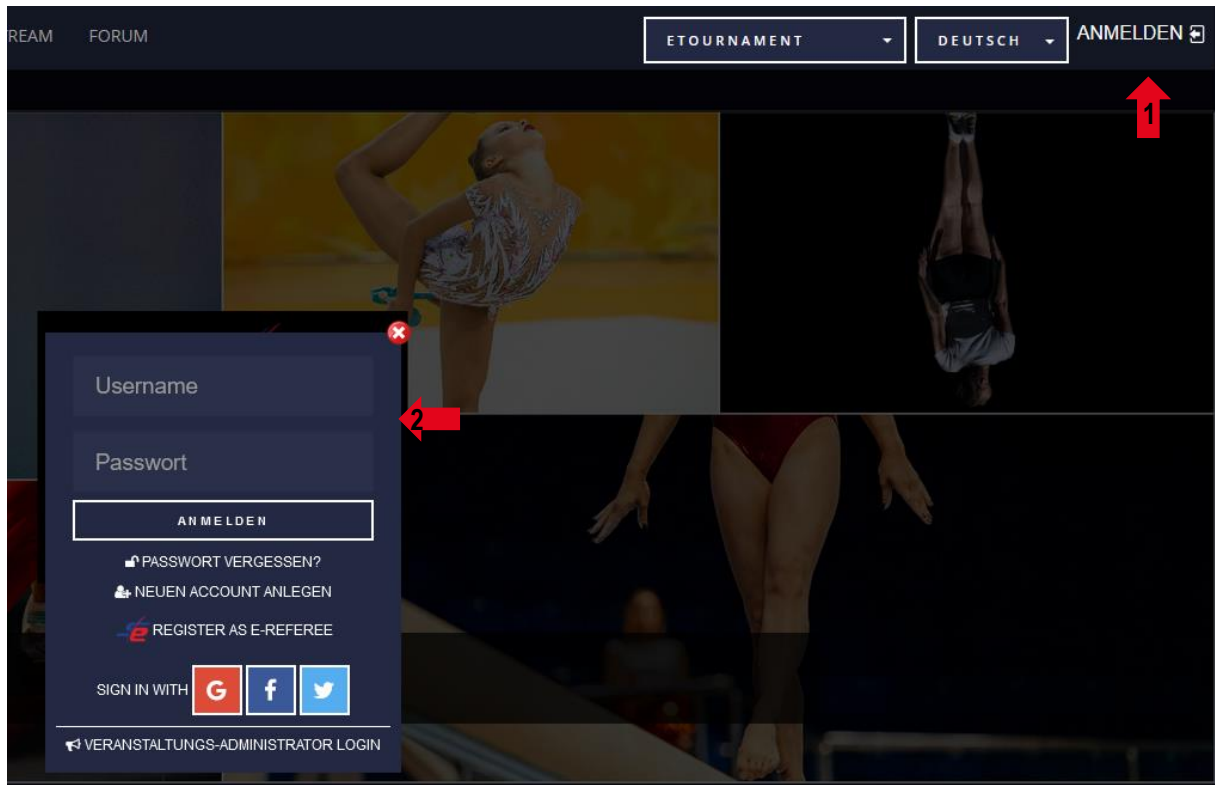 REAM FORUM ETOURNAMENT DEUTSCH ANMELDEN
1
Username
2
Passwort
ANMELDEN
PASSWORT VERGESSEN?
NEUEN ACCOUNT ANLEGEN
e REGISTER AS E-REFEREE
SIGN IN WITH G f
VERANSTALTUNGS-ADMINISTRATOR LOGIN